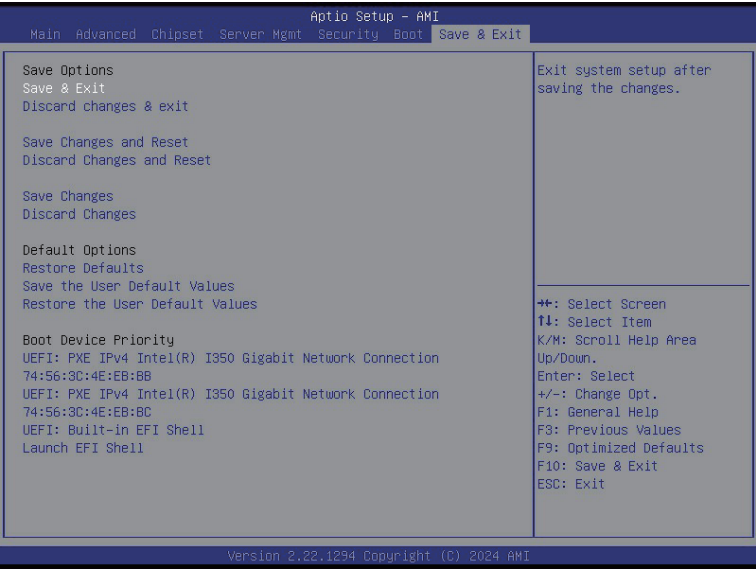 Aptio Setup – AMI
Main Advanced Chipset Server Mgmt Security Boot Save & Exit
Save Options
Save & Exit
Discard changes & exit
Save Changes and Reset
Discard Changes and Reset
Save Changes
Discard Changes
Default Options
Restore Defaults
Save the User Default Values
Restore the User Default Values
Boot Device Priority
UEFI: PXE IPv4 Intel(R) I350 Gigabit Network Connection
74:56:3C:4E:EB:BB
UEFI: PXE IPv4 Intel(R) I350 Gigabit Network Connection
74:56:3C:4E:EB:BC
UEFI: Built-in EFI Shell
Launch EFI Shell
Exit system setup after
saving the changes.
→←: Select Screen
↑↓: Select Item
K/M: Scroll Help Area
Up/Down.
Enter: Select
+/-: Change Opt.
F1: General Help
F3: Previous Values
F9: Optimized Defaults
F10: Save & Exit
ESC: Exit
Version 2.22.1294 Copyright (C) 2024 AMI